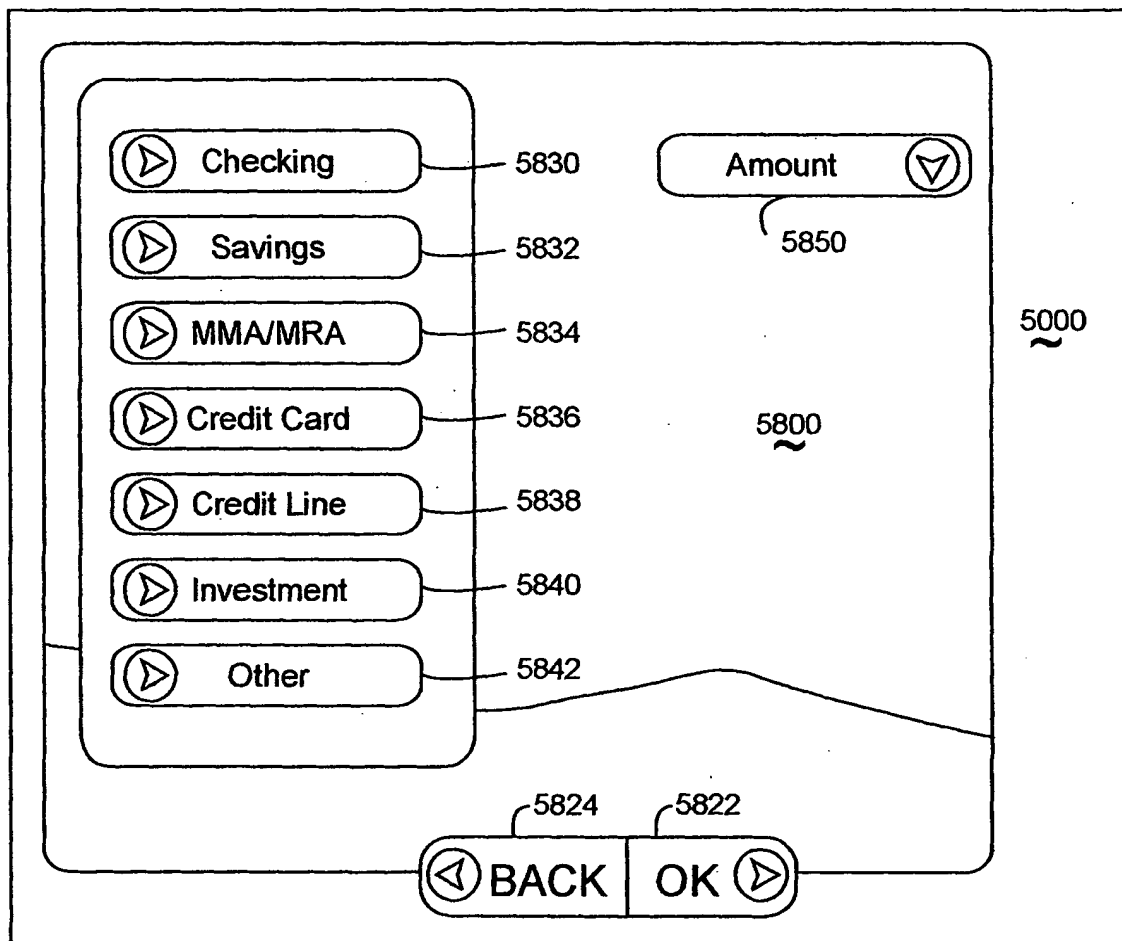 Checking 5830
Amount
5850
Savings 5832
MMA/MRA 5834
5000
Credit Card 5836
5800
Credit Line 5838
Investment 5840
Other 5842
5824 5822
BACK OK